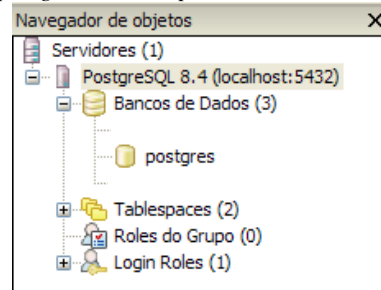 Navegador de objetos
Servidores (1)
PostgreSQL 8.4 (localhost:5432)
Bancos de Dados (3)
postgres
Tablespaces (2)
Roles do Grupo (0)
Login Roles (1)